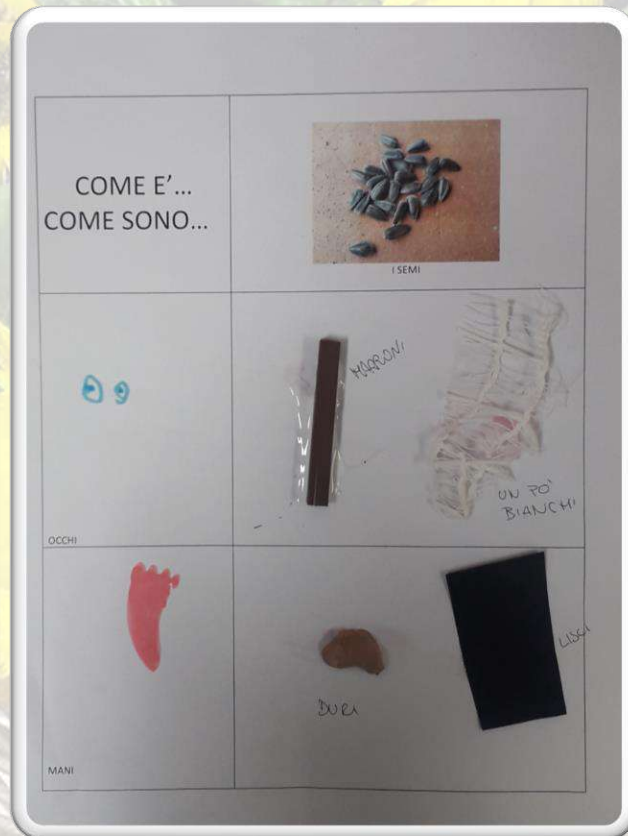 COME E'...
COME SONO...
I SEMI
MARRONI
UN PO'
BIANCHI
OCCHI
DURI
LISCI
MANI